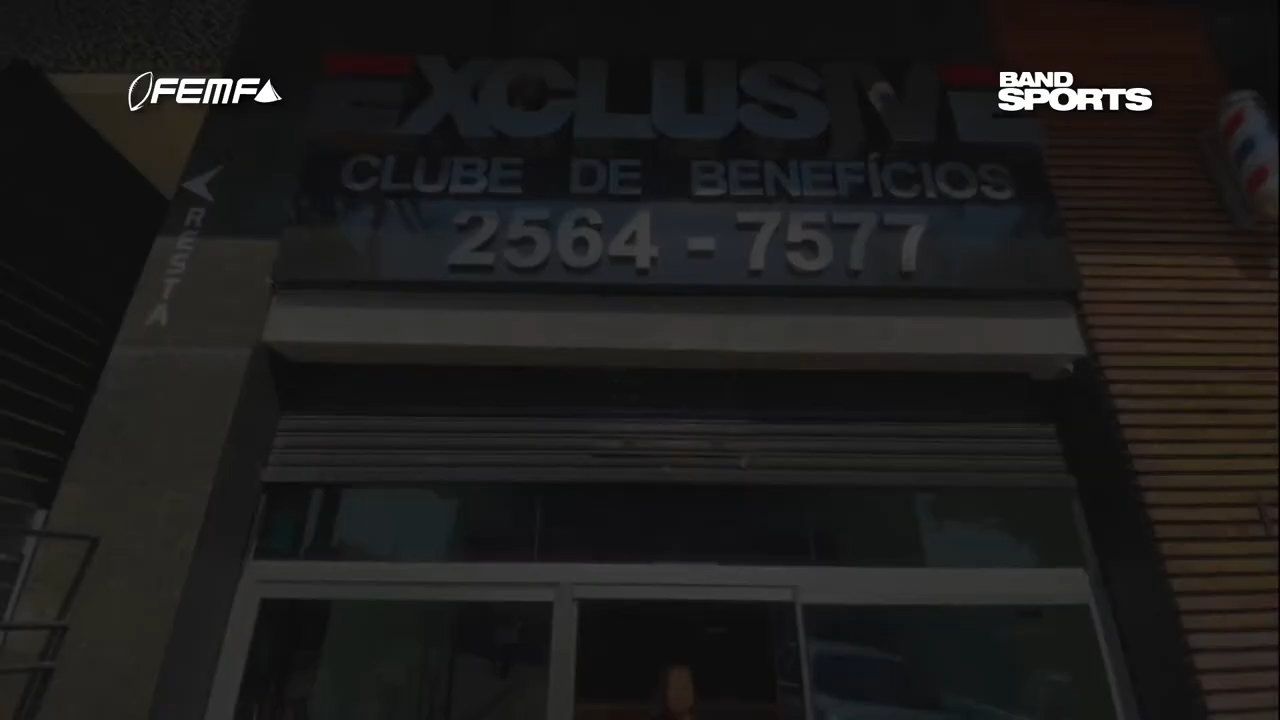 FEMFA
BAND
SPORTS
EXCLUSIVE
CLUBE DE BENEFÍCIOS
2564 - 7577
RESTA